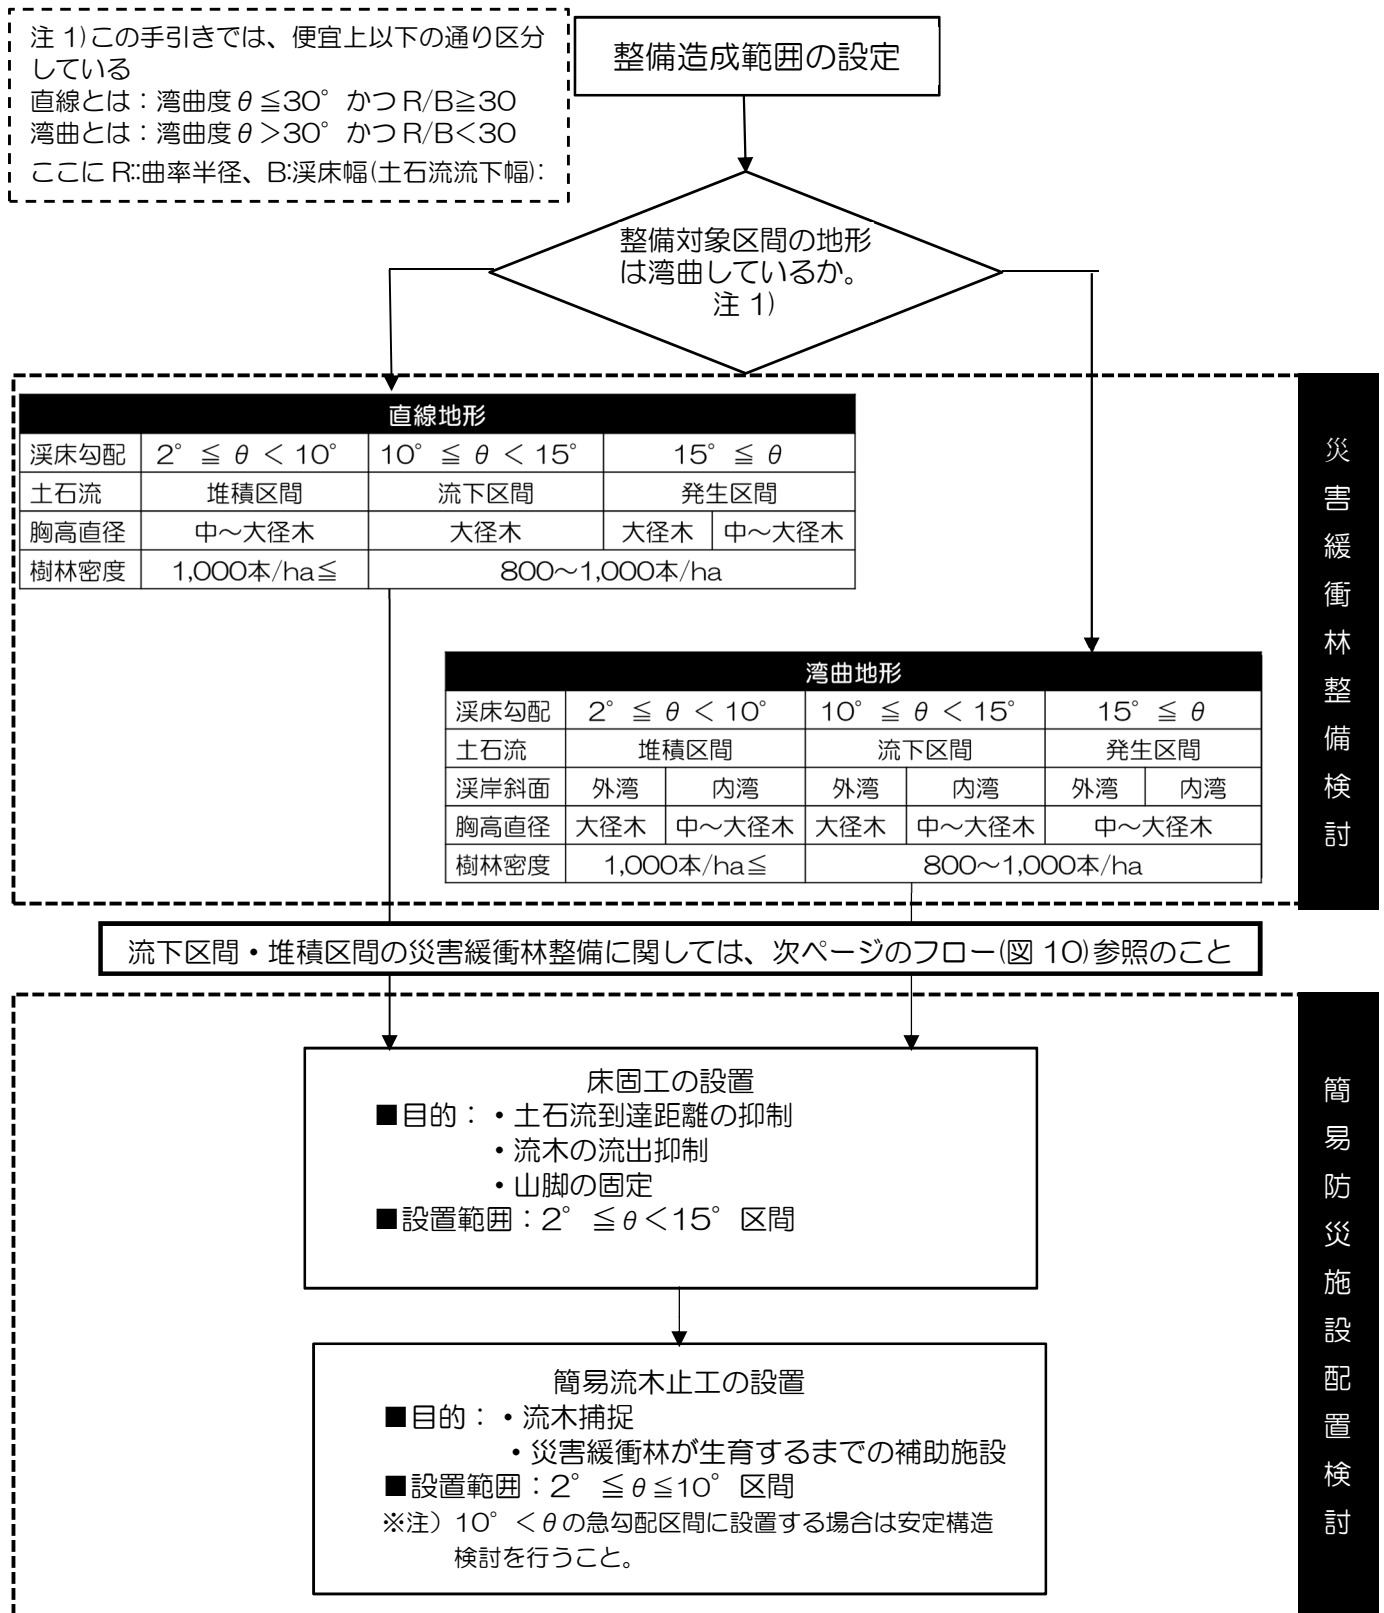 注 1)この手引きでは、便宜上以下の通り区分
している
直線とは：湾曲度θ≦30°かつ R/B≧30
湾曲とは：湾曲度θ＞30°かつ R/B＜30
ここに R::曲率半径、B:渓床幅(土石流流下幅):
整備造成範囲の設定
整備対象区間の地形
は湾曲しているか。
注 1)
直線地形
渓床勾配 2°≦ θ ＜ 10° 10°≦ θ ＜ 15° 15°≦ θ
土石流 堆積区間 流下区間 発生区間
胸高直径 中～大径木 大径木 大径木 中～大径木
樹林密度 1,000本/ha≦ 800～1,000本/ha
湾曲地形
渓床勾配 2°≦ θ ＜ 10° 10°≦ θ ＜ 15° 15°≦ θ
土石流 堆積区間 流下区間 発生区間
渓岸斜面 外湾 内湾 外湾 内湾 外湾 内湾
胸高直径 大径木 中～大径木 大径木 中～大径木 中～大径木
樹林密度 1,000本/ha≦ 800～1,000本/ha
災害緩衝林整備検討
流下区間・堆積区間の災害緩衝林整備に関しては、次ページのフロー(図 10)参照のこと
床固工の設置
■目的：・土石流到達距離の抑制
・流木の流出抑制
・山脚の固定
■設置範囲：2°≦θ＜15°区間
簡易流木止工の設置
■目的：・流木捕捉
・災害緩衝林が生育するまでの補助施設
■設置範囲：2°≦θ≦10°区間
※注）10°＜θの急勾配区間に設置する場合は安定構造
検討を行うこと。
簡易防災施設配置検討